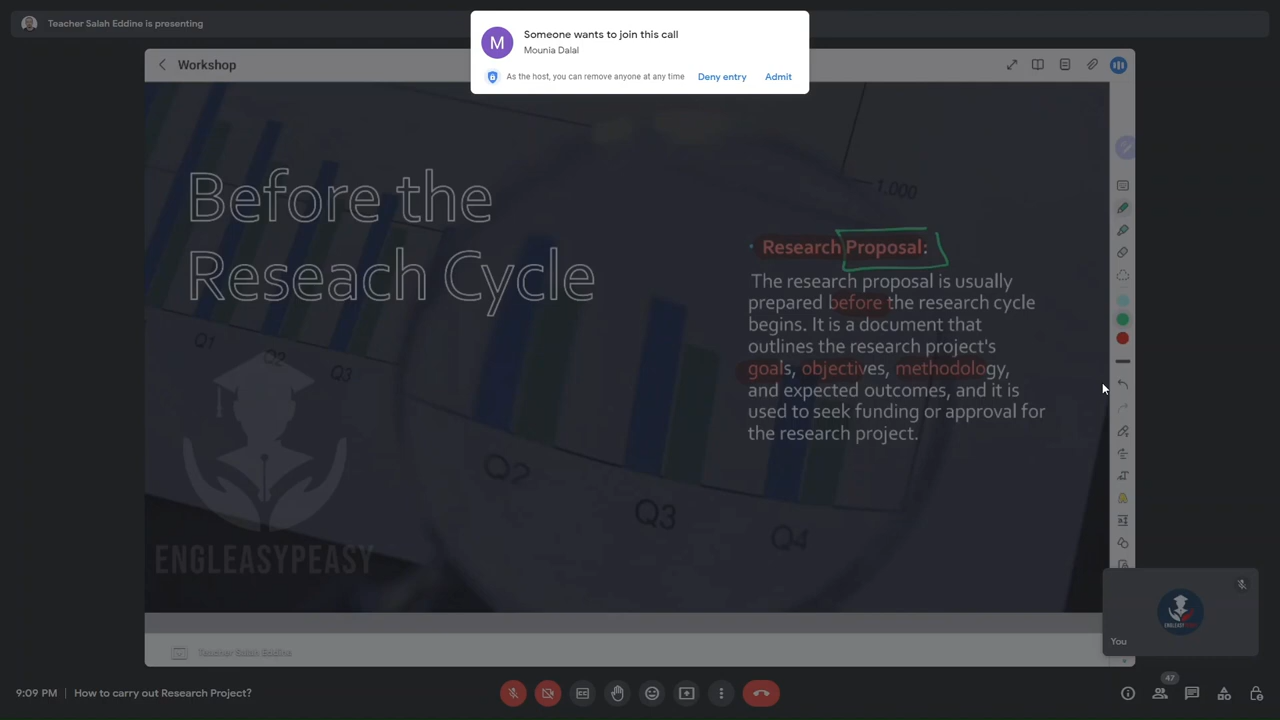 Teacher Salah Eddine is presenting
M
Someone wants to join this call
Mounia Dalal
As the host, you can remove anyone at any time
Deny entry
Admit
Workshop
Before the
Reseach Cycle
1,000
Research Proposal:
The research proposal is usually
prepared before the research cycle
begins. It is a document that
outlines the research project's
goals, objectives, methodology,
and expected outcomes, and it is
used to seek funding or approval for
the research project.
Q1
Q2
Q3
Q2
Q3
Q4
ENGLEASYPEASY
Teacher Salah Eddine
You
9:09 PM | How to carry out Research Project?
47